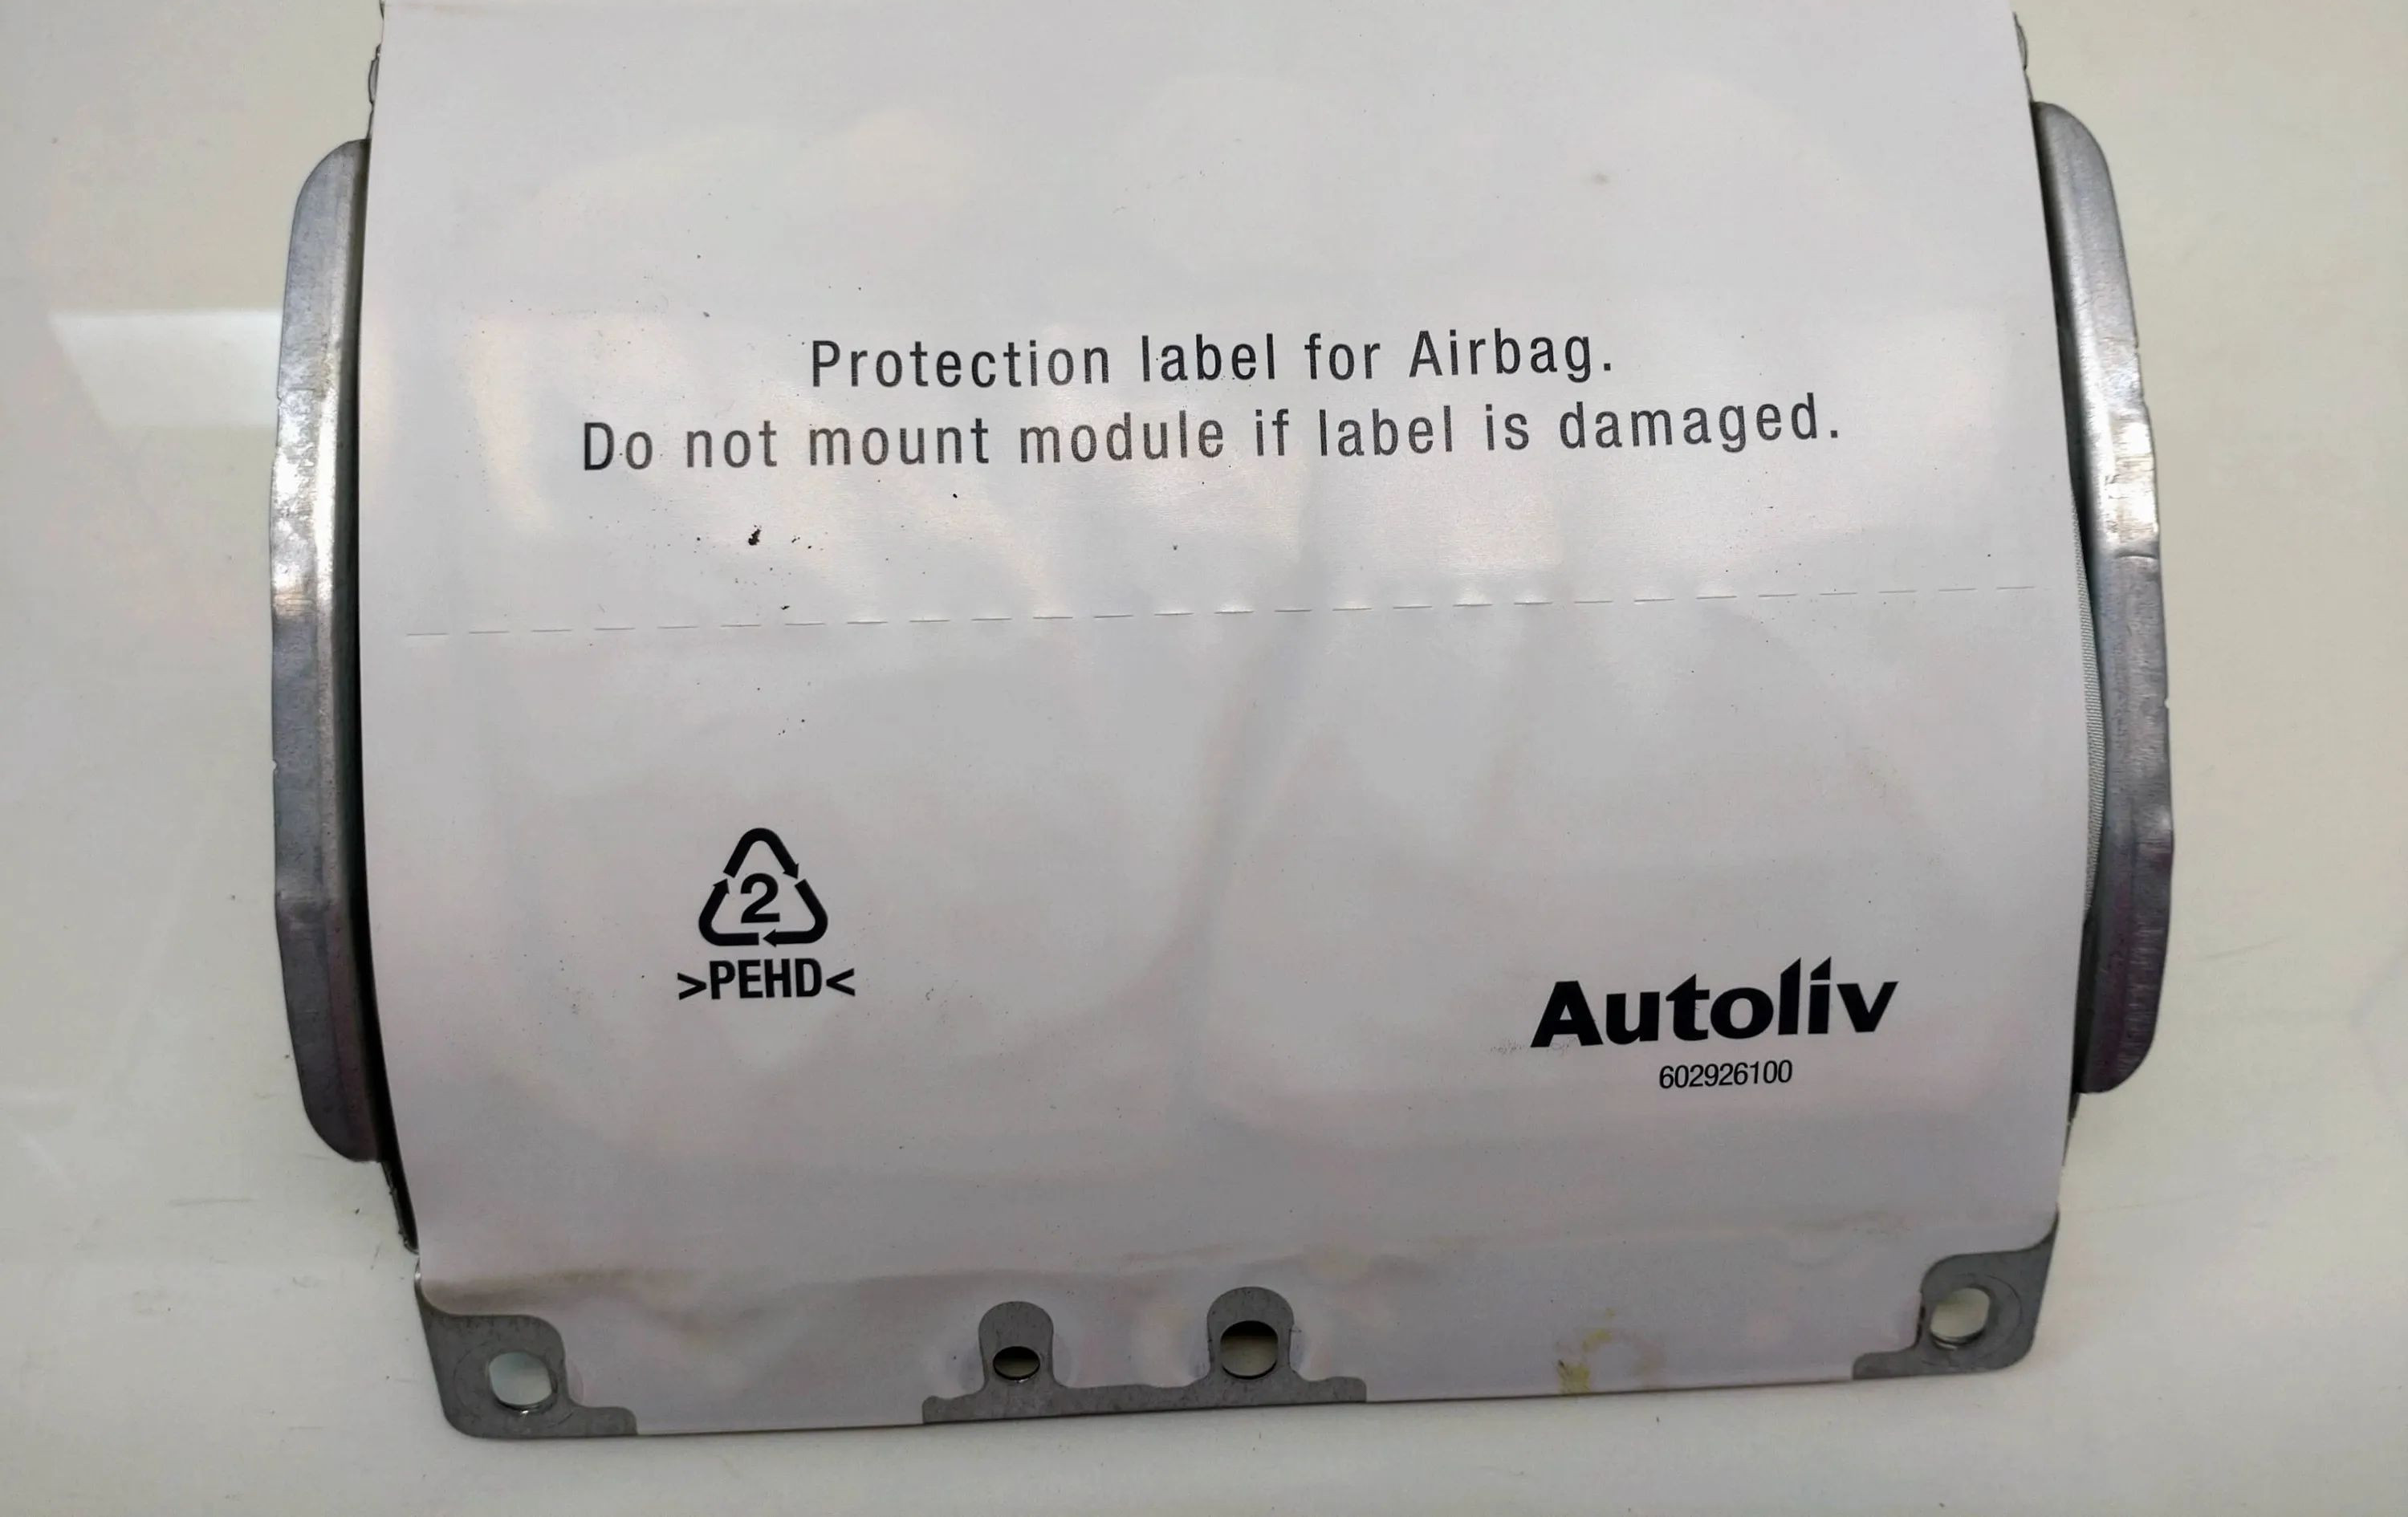 Protection label for Airbag.
Do not mount module if label is damaged.
2
>PEHD<
Autoliv
602926100